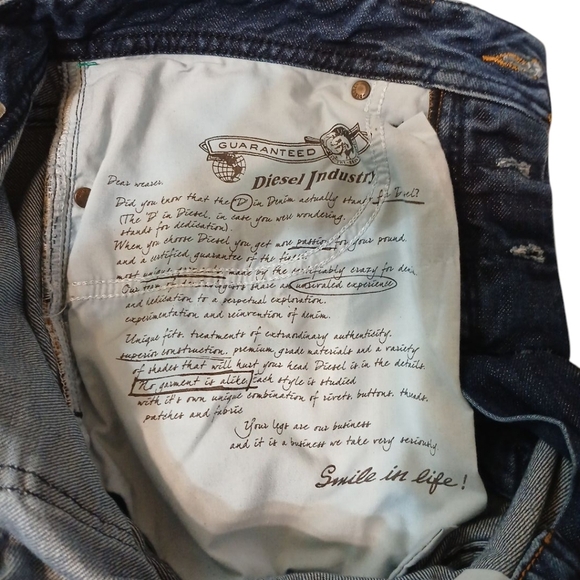 GUARANTEED
Diesel Industry
Dear wearer,
Did you know that the 'D' in Denim actually stands for Diesel?
(The 'D' in Diesel, in case you were wondering,
stands for dedication).
When you choose Diesel you get more passion for your pound,
and a certified, guarantee of the finest
most unique made by the certifiably crazy for denim.
Our team of share an unrivaled experience
and dedication to a perpetual exploration,
experimentation and reinvention of denim.
Unique fits, treatments of extraordinary authenticity,
superior construction, premium grade materials and a variety
of shades that will hurt your head Diesel is in the details.
No garment is alike Each style is studied
with it's own unique combination of rivets, buttons, threads,
patches and fabric
Your legs are our business
and it is a business we take very seriously
Smile in life!